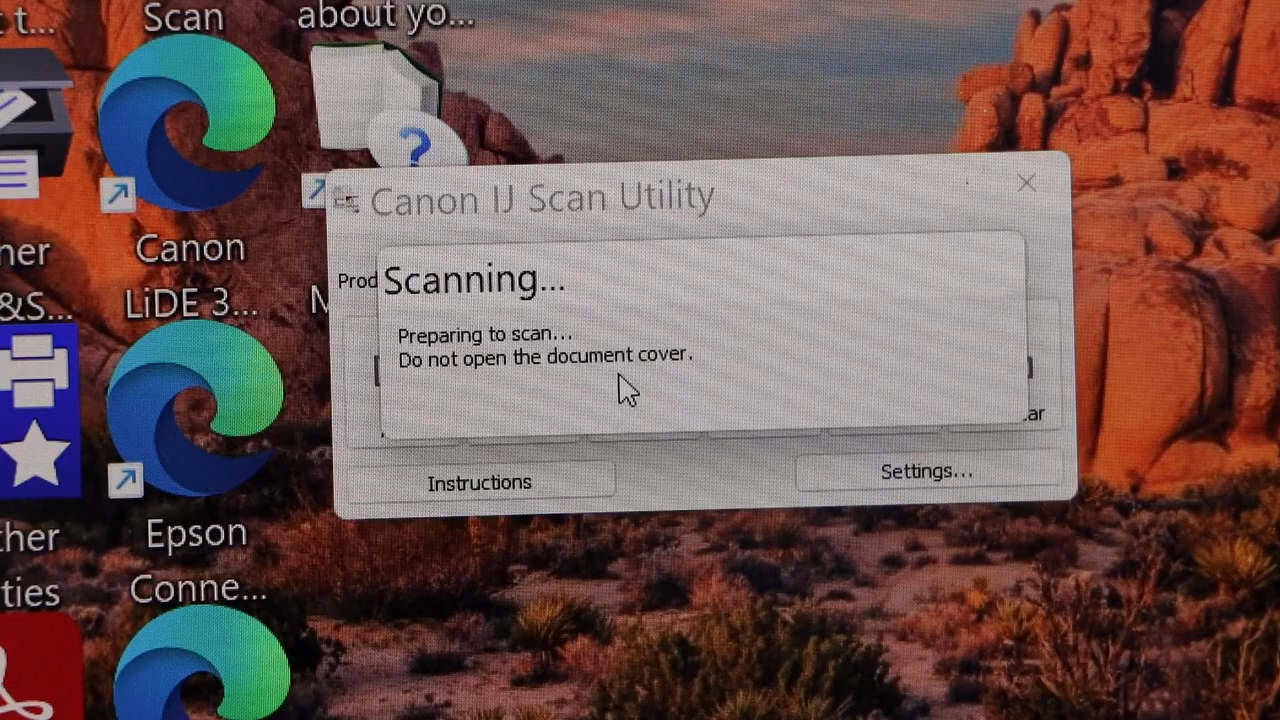 t...
Scan
about yo...
?
Canon IJ Scan Utility
Canon
LiDE 3...
Prod
Scanning...
Preparing to scan...
Do not open the document cover.
ar
Instructions
Settings...
her
&S...
M
Epson
Conne...
ther
ties